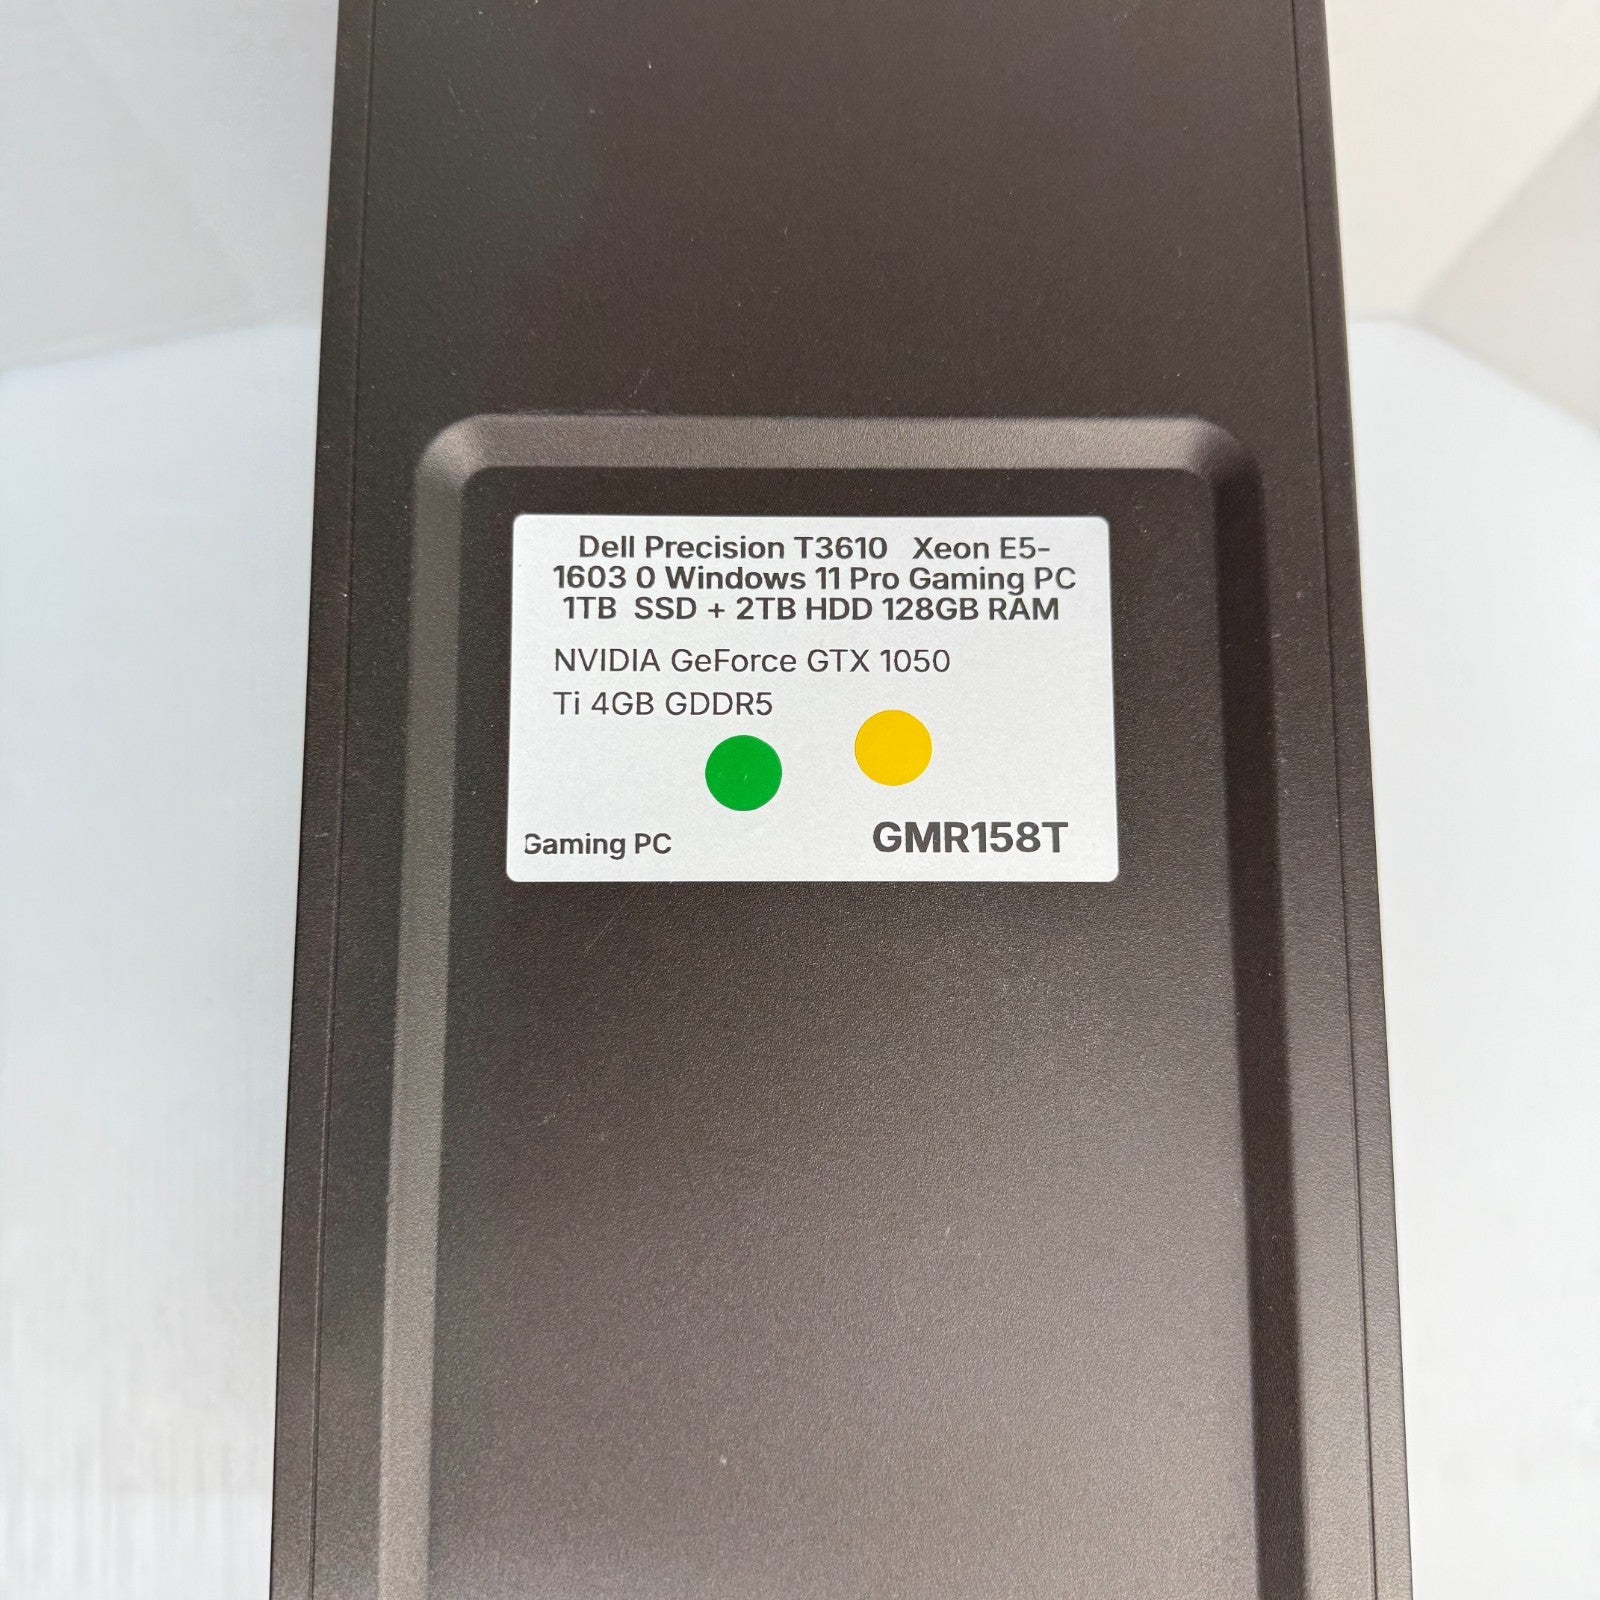 Dell Precision T3610 Xeon E5-
1603 0 Windows 11 Pro Gaming PC
1TB SSD + 2TB HDD 128GB RAM
NVIDIA GeForce GTX 1050
Ti 4GB GDDR5
Gaming PC
GMR158T